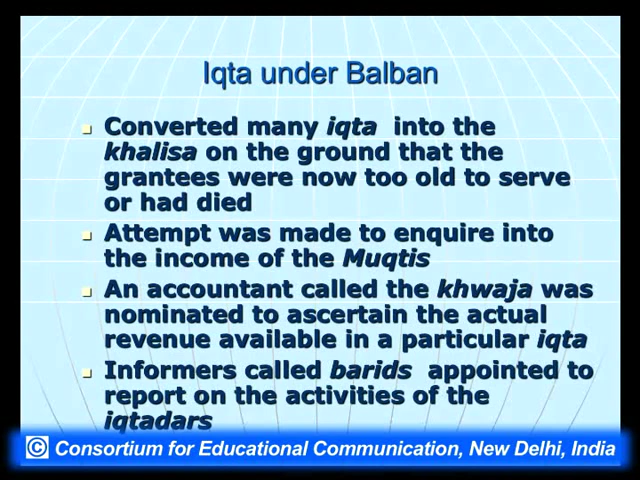 Iqta under Balban
Converted many iqta into the
khalisa on the ground that the
grantees were now too old to serve
or had died
Attempt was made to enquire into
the income of the Muqtis
An accountant called the khwaja was
nominated to ascertain the actual
revenue available in a particular iqta
Informers called barids appointed to
report on the activities of the
iqtadars
© Consortium for Educational Communication, New Delhi, India